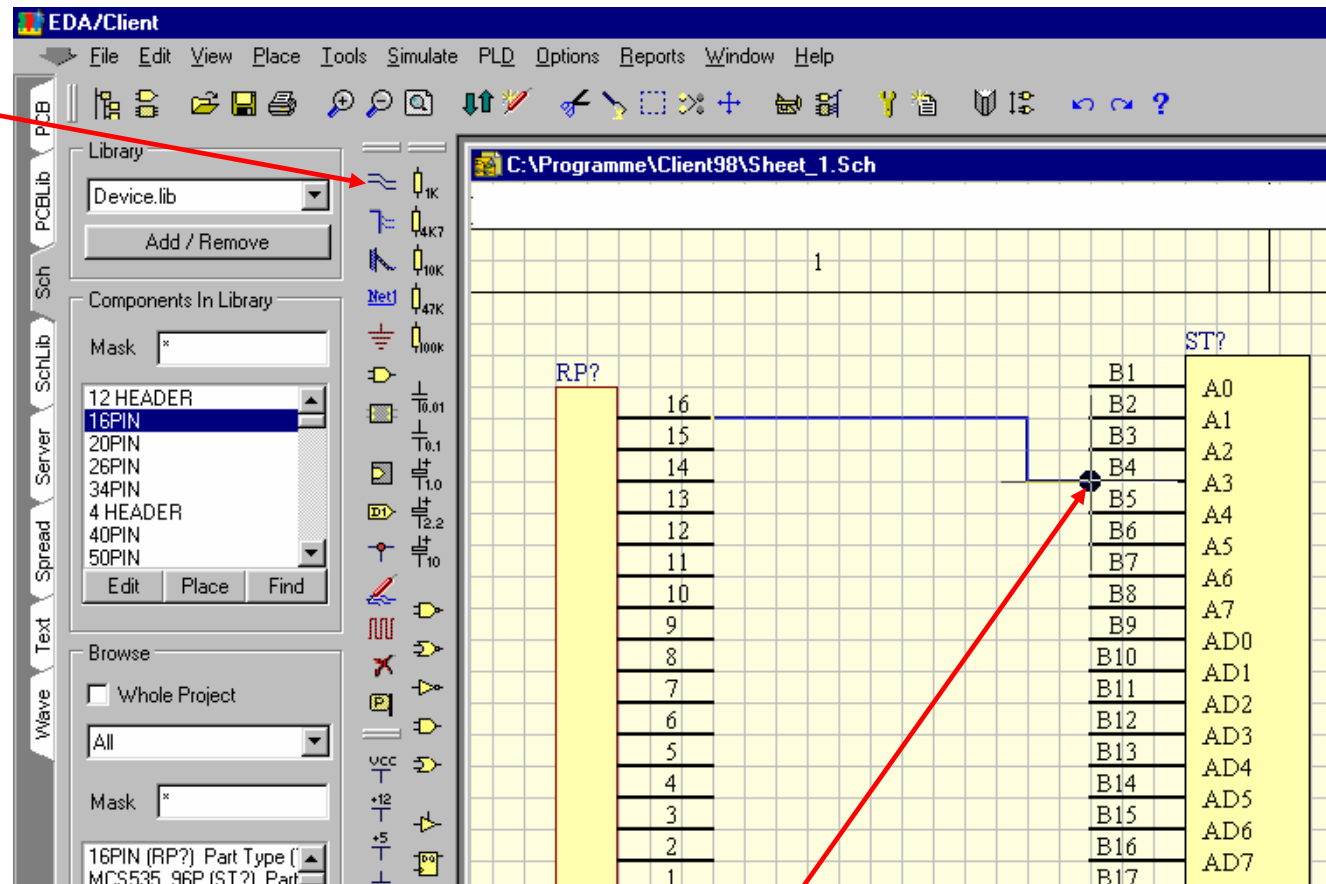 EDA/Client
File Edit View Place Tools Simulate PLD Options Reports Window Help
PCB
PCBLib
Sch
SchLib
Server
Spread
Text
Wave
Library
Device.lib
Add / Remove
Components In Library
Mask *
12 HEADER
16PIN
20PIN
26PIN
34PIN
4 HEADER
40PIN
50PIN
Edit Place Find
Browse
Whole Project
All
Mask *
16PIN (RP?) Part Type (
MCS535_96P (ST?) Part
1K
4K7
10K
Net1
47K
100K
0.01
0.1
1.0
D1
2.2
10
P
VCC
+12
+5
C:\Programme\Client98\Sheet_1.Sch
1
RP?
16
15
14
13
12
11
10
9
8
7
6
5
4
3
2
1
ST?
B1 A0
B2 A1
B3 A2
B4 A3
B5 A4
B6 A5
B7 A6
B8 A7
B9 AD0
B10 AD1
B11 AD2
B12 AD3
B13 AD4
B14 AD5
B15 AD6
B16 AD7
B17